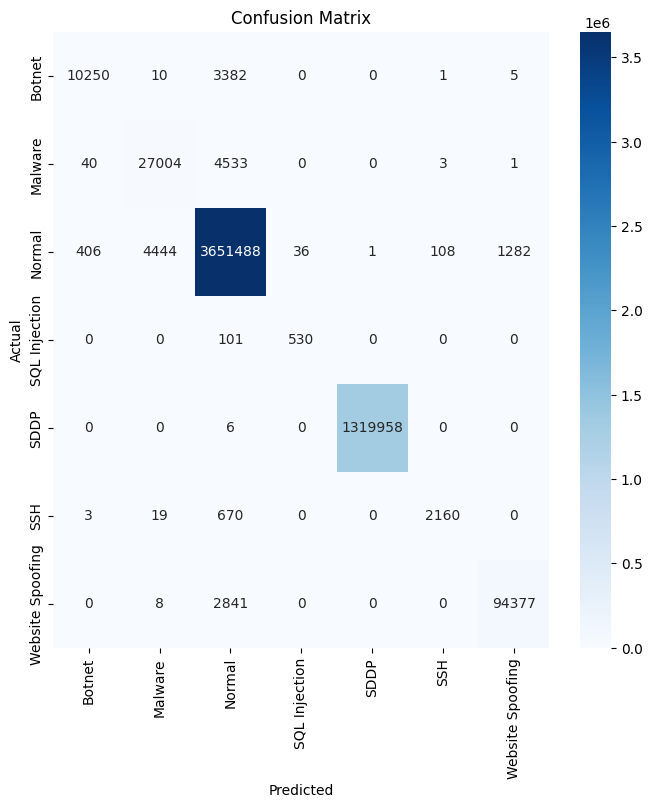 Confusion Matrix
1e6
Botnet 10250 10 3382 0 0 1 5
Malware 40 27004 4533 0 0 3 1
Normal 406 4444 3651488 36 1 108 1282
SQL Injection 0 0 101 530 0 0 0
SDDP 0 0 6 0 1319958 0 0
SSH 3 19 670 0 0 2160 0
Website Spoofing 0 8 2841 0 0 0 94377
Actual
Botnet
Malware
Normal
SQL Injection
SDDP
SSH
Website Spoofing
Predicted
3.5
3.0
2.5
2.0
1.5
1.0
0.5
0.0